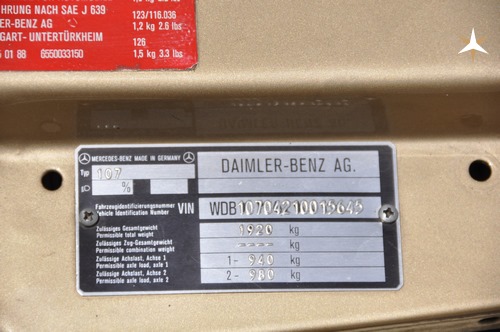 HRUNG NACH SAE J 639
ER-BENZ AG
GART- UNTERTÜRKHEIM
01 88 6550033150
123/116.036
1,2 kg 2.6 lbs
126
1,5 kg 3.3 lbs
MERCEDES-BENZ MADE IN GERMANY
Typ 107
%
DAIMLER-BENZ AG.
Fahrzeugidentifizierungsnummer
Vehicle Identification Number VIN WDB10704210015645
Zulässiges Gesamtgewicht
Permissible total weight 1920 kg
Zulässiges Zug-Gesamtgewicht
Permissible combination weight ---- kg
Zulässige Achslast, Achse 1
Permissible axle load, axle 1 1- 940 kg
Zulässige Achslast, Achse 2
Permissible axle load, axle 2 2- 980 kg